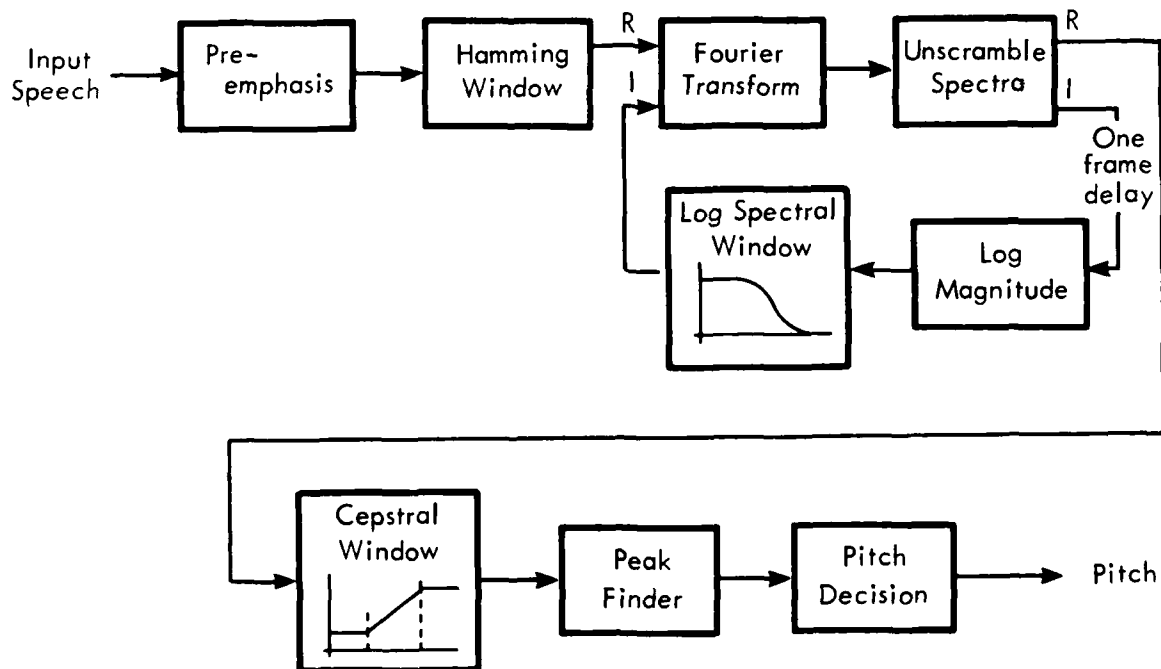 Input
Speech
Pre-
emphasis
Hamming
Window
R
I
Fourier
Transform
Unscramble
Spectra
R
I
One
frame
delay
Log
Magnitude
Log Spectral
Window
Cepstral
Window
Peak
Finder
Pitch
Decision
Pitch